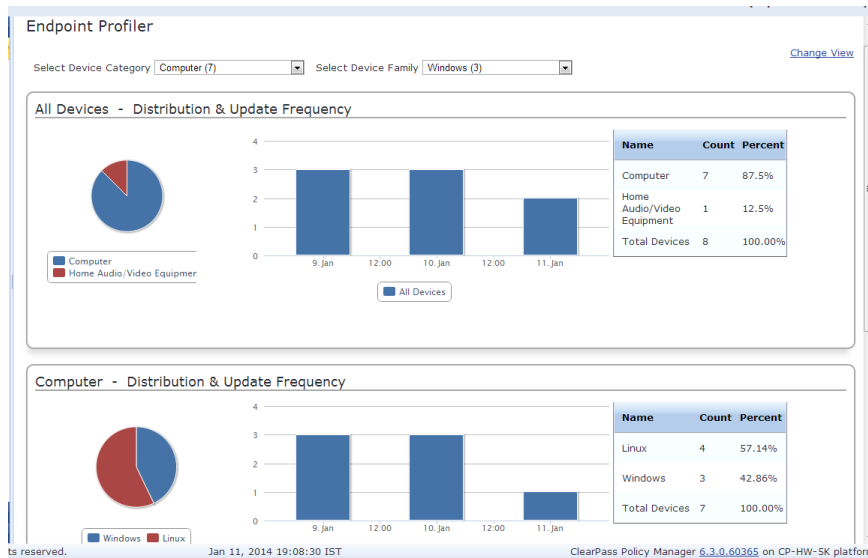 Endpoint Profiler
Change View
Select Device Category Computer (7) Select Device Family Windows (3)
All Devices - Distribution & Update Frequency
4
3
2
1
0
9. Jan 12:00 10. Jan 12:00 11. Jan
All Devices
Computer
Home Audio/Video Equipmer
Name Count Percent
Computer 7 87.5%
Home
Audio/Video 1 12.5%
Equipment
Total Devices 8 100.00%
Computer - Distribution & Update Frequency
4
3
2
1
0
9. Jan 12:00 10. Jan 12:00 11. Jan
Windows Linux
Name Count Percent
Linux 4 57.14%
Windows 3 42.86%
Total Devices 7 100.00%
ts reserved. Jan 11, 2014 19:08:30 IST ClearPass Policy Manager 6.3.0.60365 on CP-HW-5K platfo